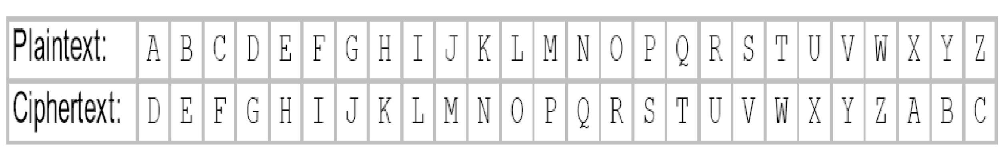 Plaintext: A B C D E F G H I J K L M N O P Q R S T U V W X Y Z
Ciphertext: D E F G H I J K L M N O P Q R S T U V W X Y Z A B C